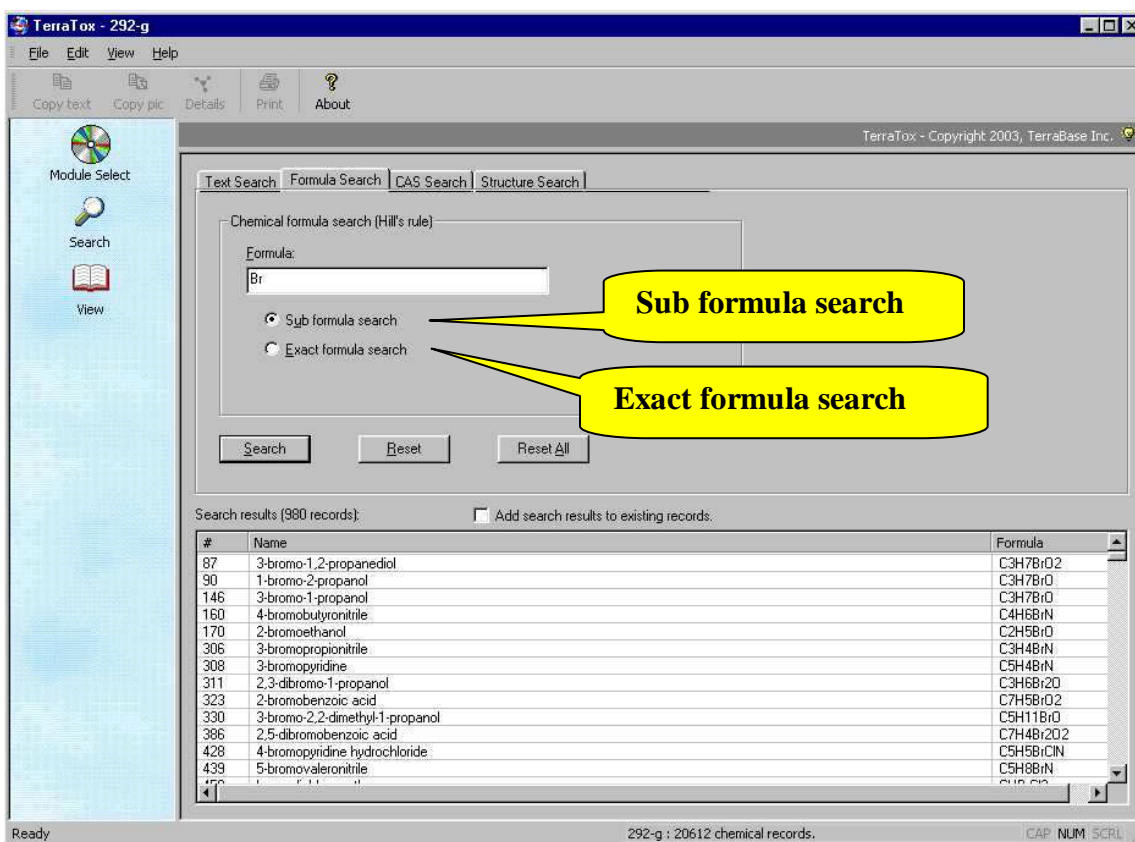 TerraTox - 292-g
File Edit View Help
Copy text Copy pic Details Print About
TerraTox - Copyright 2003, TerraBase Inc.
Module Select
Search
View
Text Search Formula Search CAS Search Structure Search
Chemical formula search (Hill's rule)
Formula:
Br
Sub formula search
Exact formula search
Sub formula search
Exact formula search
Search Reset Reset All
Search results (980 records): Add search results to existing records.
# Name Formula
87 3-bromo-1,2-propanediol C3H7BrO2
90 1-bromo-2-propanol C3H7BrO
146 3-bromo-1-propanol C3H7BrO
160 4-bromobutyronitrile C4H6BrN
170 2-bromoethanol C2H5BrO
306 3-bromopropionitrile C3H4BrN
308 3-bromopyridine C5H4BrN
311 2,3-dibromo-1-propanol C3H6Br2O
323 2-bromobenzoic acid C7H5BrO2
330 3-bromo-2,2-dimethyl-1-propanol C5H11BrO
386 2,5-dibromobenzoic acid C7H4Br2O2
428 4-bromopyridine hydrochloride C5H5BrClN
439 5-bromovaleronitrile C5H8BrN
Ready 292-g : 20612 chemical records. CAP NUM SCRL